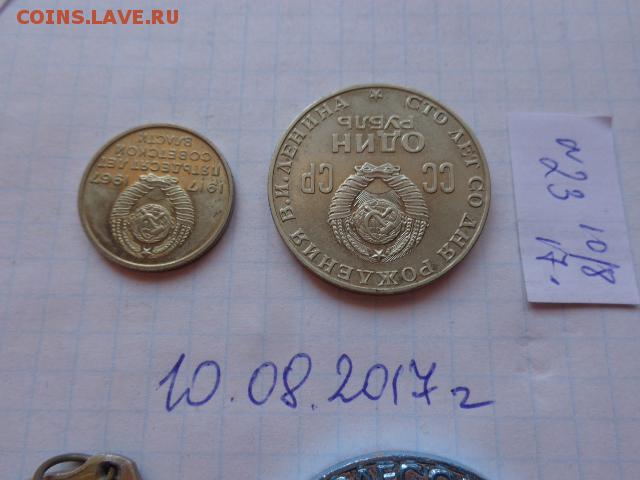 COINS.LAVE.RU
1917 1967
ПЯТЬДЕСЯТ ЛЕТ
СОВЕТСКОЙ
ВЛАСТИ
СТО ЛЕТ СО ДНЯ РОЖДЕНИЯ В.И.ЛЕНИНА
СС СР
ОДИН
РУБЛЬ
№23 10/8
17.
10.08.2017г